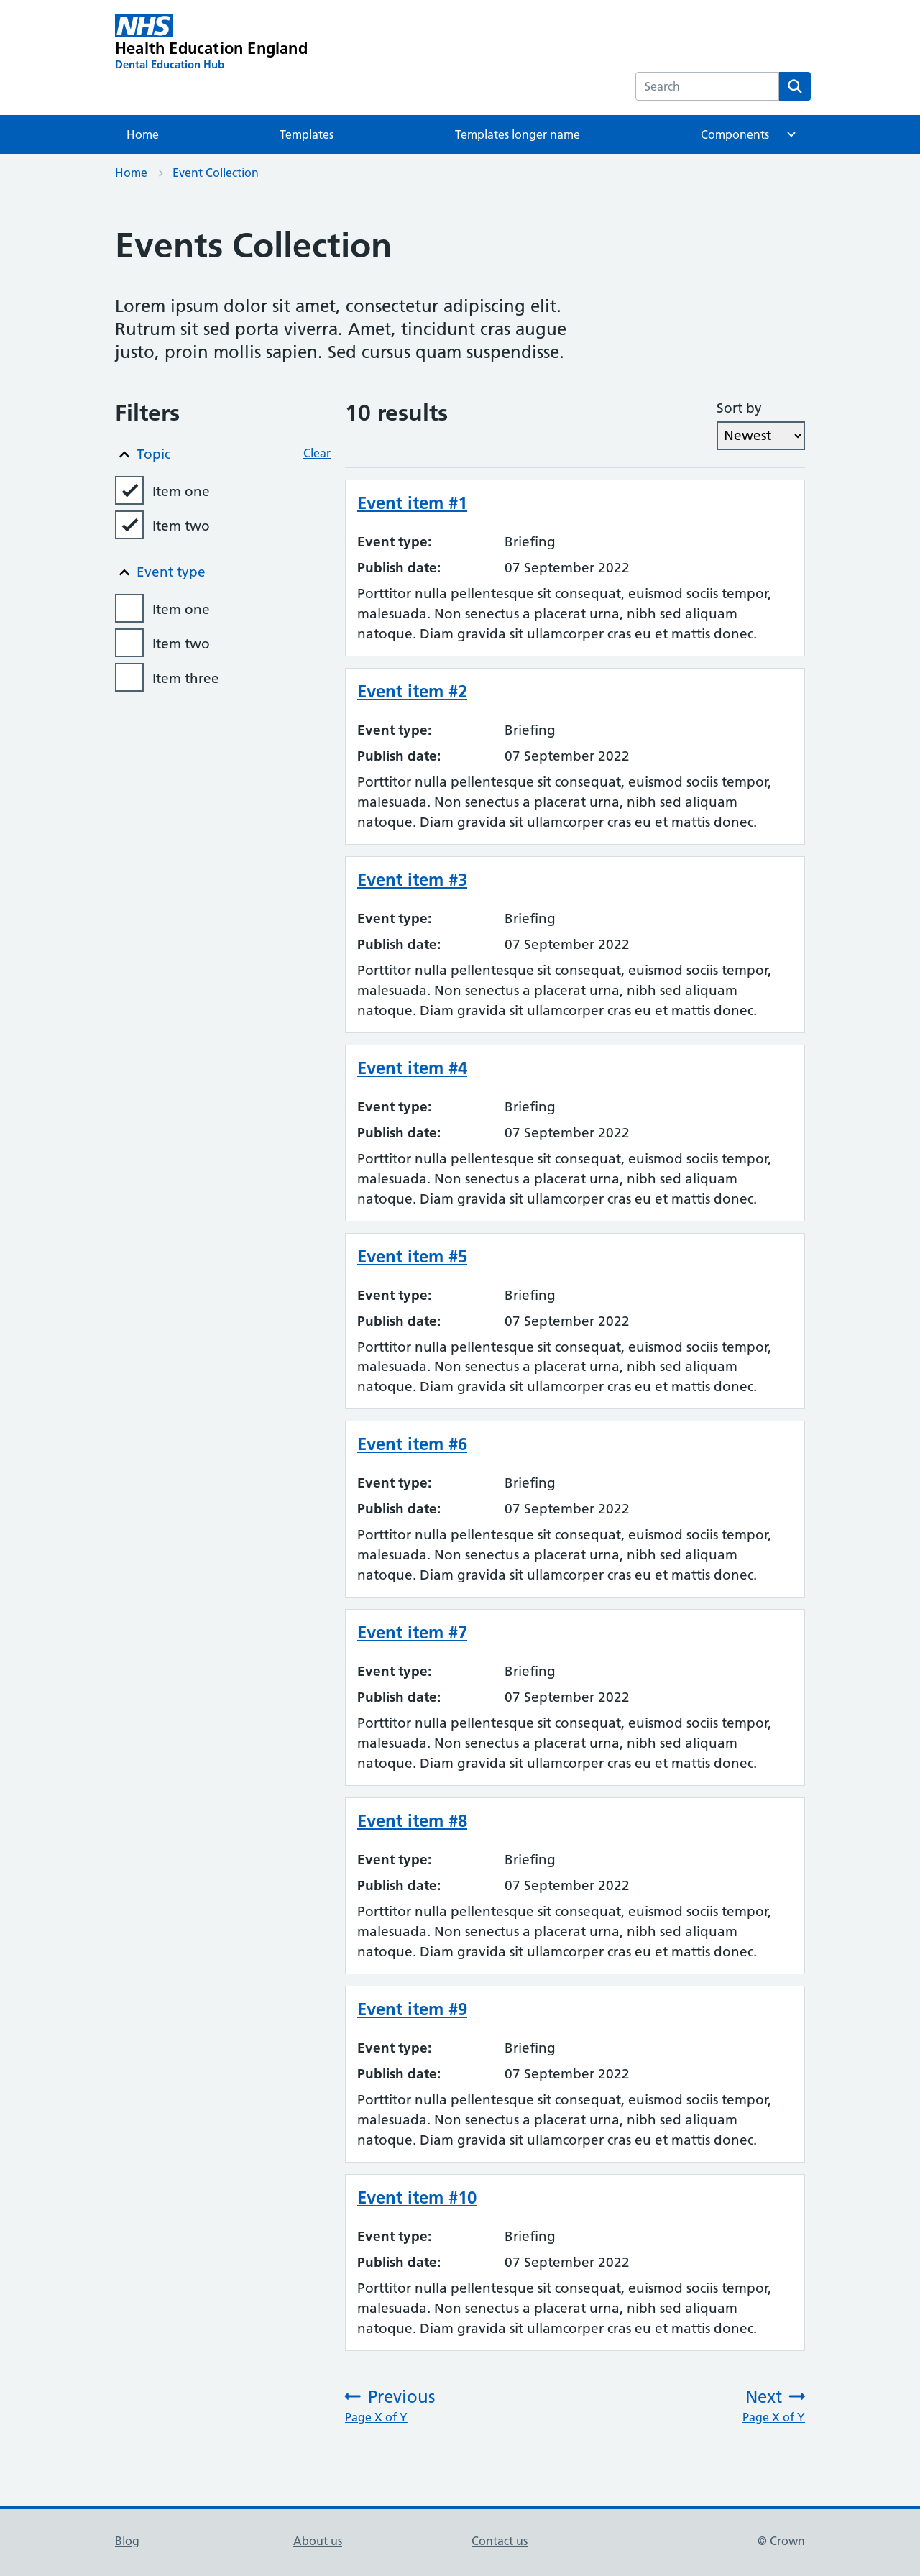 NHS
Health Education England
Dental Education Hub
Search
Home
Templates
Templates longer name
Components
Home
Event Collection
Events Collection
Lorem ipsum dolor sit amet, consectetur adipiscing elit.
Rutrum sit sed porta viverra. Amet, tincidunt cras augue
justo, proin mollis sapien. Sed cursus quam suspendisse.
Filters
Topic
Clear
Item one
Item two
Event type
Item one
Item two
Item three
10 results
Sort by
Newest
Event item #1
Event type: Briefing
Publish date: 07 September 2022
Porttitor nulla pellentesque sit consequat, euismod sociis tempor,
malesuada. Non senectus a placerat urna, nibh sed aliquam
natoque. Diam gravida sit ullamcorper cras eu et mattis donec.
Event item #2
Event type: Briefing
Publish date: 07 September 2022
Porttitor nulla pellentesque sit consequat, euismod sociis tempor,
malesuada. Non senectus a placerat urna, nibh sed aliquam
natoque. Diam gravida sit ullamcorper cras eu et mattis donec.
Event item #3
Event type: Briefing
Publish date: 07 September 2022
Porttitor nulla pellentesque sit consequat, euismod sociis tempor,
malesuada. Non senectus a placerat urna, nibh sed aliquam
natoque. Diam gravida sit ullamcorper cras eu et mattis donec.
Event item #4
Event type: Briefing
Publish date: 07 September 2022
Porttitor nulla pellentesque sit consequat, euismod sociis tempor,
malesuada. Non senectus a placerat urna, nibh sed aliquam
natoque. Diam gravida sit ullamcorper cras eu et mattis donec.
Event item #5
Event type: Briefing
Publish date: 07 September 2022
Porttitor nulla pellentesque sit consequat, euismod sociis tempor,
malesuada. Non senectus a placerat urna, nibh sed aliquam
natoque. Diam gravida sit ullamcorper cras eu et mattis donec.
Event item #6
Event type: Briefing
Publish date: 07 September 2022
Porttitor nulla pellentesque sit consequat, euismod sociis tempor,
malesuada. Non senectus a placerat urna, nibh sed aliquam
natoque. Diam gravida sit ullamcorper cras eu et mattis donec.
Event item #7
Event type: Briefing
Publish date: 07 September 2022
Porttitor nulla pellentesque sit consequat, euismod sociis tempor,
malesuada. Non senectus a placerat urna, nibh sed aliquam
natoque. Diam gravida sit ullamcorper cras eu et mattis donec.
Event item #8
Event type: Briefing
Publish date: 07 September 2022
Porttitor nulla pellentesque sit consequat, euismod sociis tempor,
malesuada. Non senectus a placerat urna, nibh sed aliquam
natoque. Diam gravida sit ullamcorper cras eu et mattis donec.
Event item #9
Event type: Briefing
Publish date: 07 September 2022
Porttitor nulla pellentesque sit consequat, euismod sociis tempor,
malesuada. Non senectus a placerat urna, nibh sed aliquam
natoque. Diam gravida sit ullamcorper cras eu et mattis donec.
Event item #10
Event type: Briefing
Publish date: 07 September 2022
Porttitor nulla pellentesque sit consequat, euismod sociis tempor,
malesuada. Non senectus a placerat urna, nibh sed aliquam
natoque. Diam gravida sit ullamcorper cras eu et mattis donec.
Previous
Page X of Y
Next
Page X of Y
Blog
About us
Contact us
© Crown